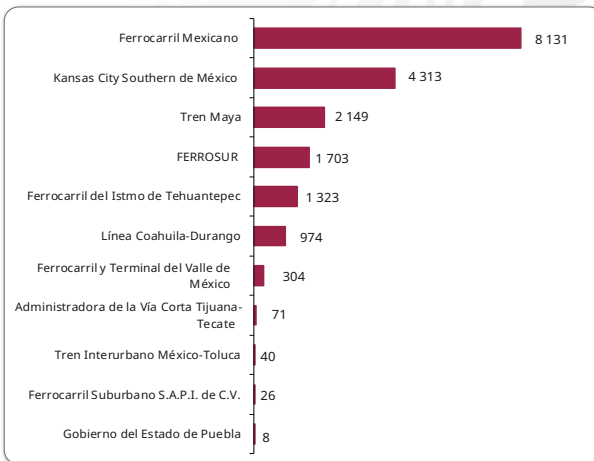 Ferrocarril Mexicano 8 131
Kansas City Southern de México 4 313
Tren Maya 2 149
FERROSUR 1 703
Ferrocarril del Istmo de Tehuantepec 1 323
Línea Coahuila-Durango 974
Ferrocarril y Terminal del Valle de
México 304
Administradora de la Vía Corta Tijuana-
Tecate 71
Tren Interurbano México-Toluca 40
Ferrocarril Suburbano S.A.P.I. de C.V. 26
Gobierno del Estado de Puebla 8